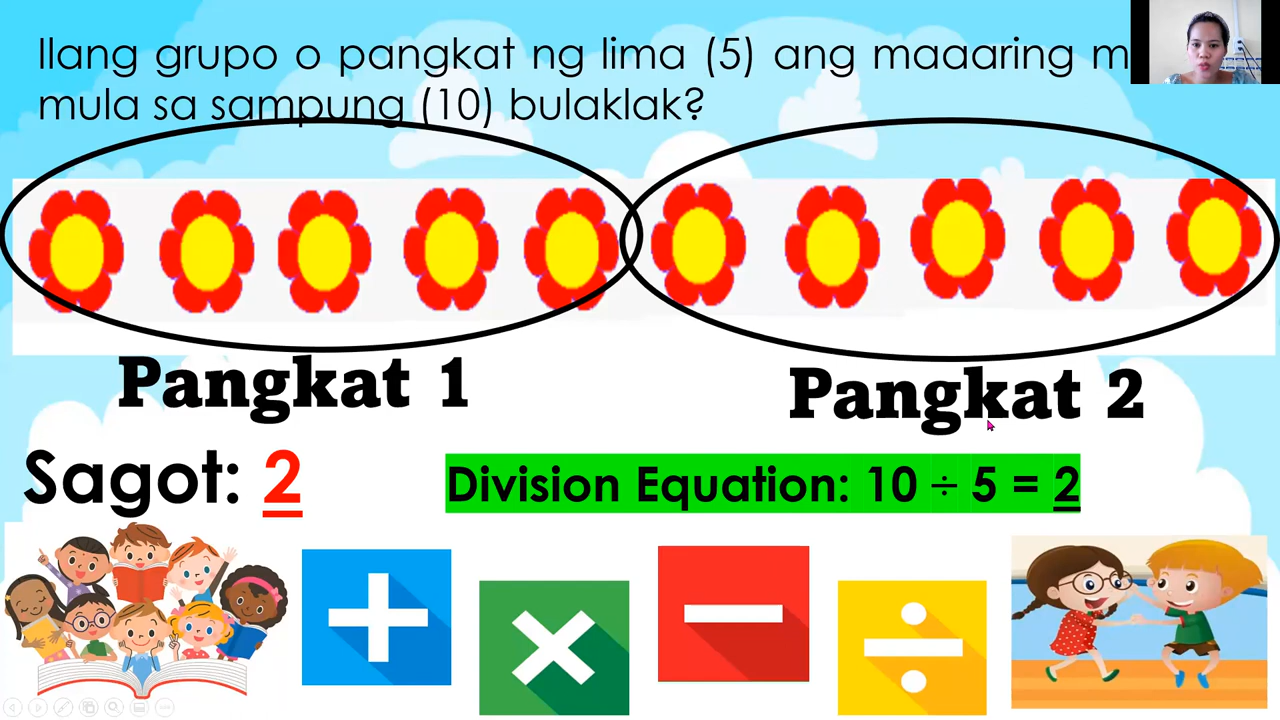 Ilang grupo o pangkat ng lima (5) ang maaaring
mula sa sampung (10) bulaklak?
Pangkat 1
Pangkat 2
Sagot: 2
Division Equation: 10 ÷ 5 = 2